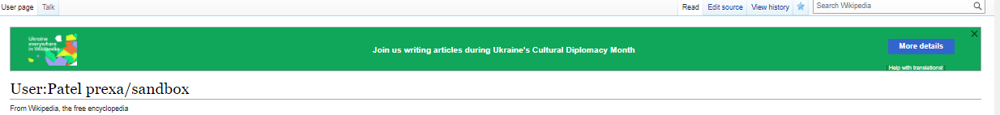 User page Talk Read Edit source View history Search Wikipedia
Ukraine
everywhere
in Wikipedia
Join us writing articles during Ukraine's Cultural Diplomacy Month
More details
[ Help with translations! ]
User:Patel prexa/sandbox
From Wikipedia, the free encyclopedia